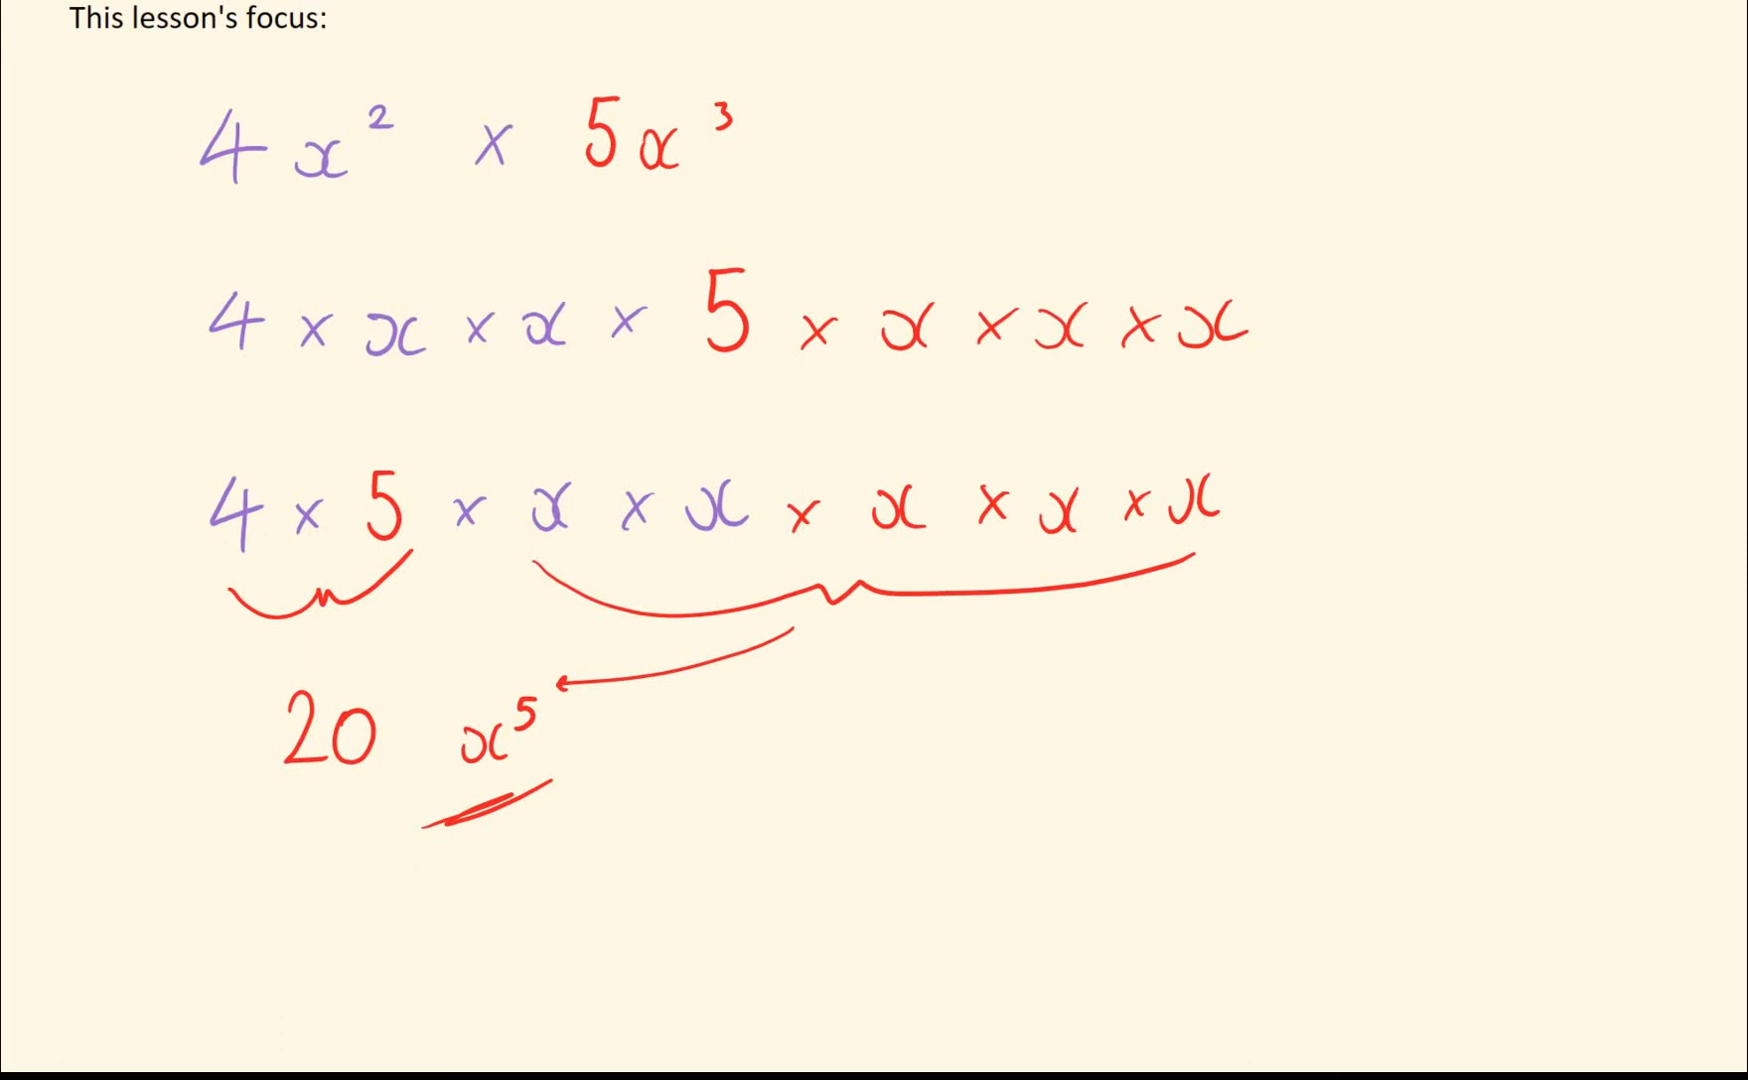 This lesson's focus:
4x² × 5x³
4 × x × x × 5 × x × x × x
4 × 5 × x × x × x × x × x
20 x⁵